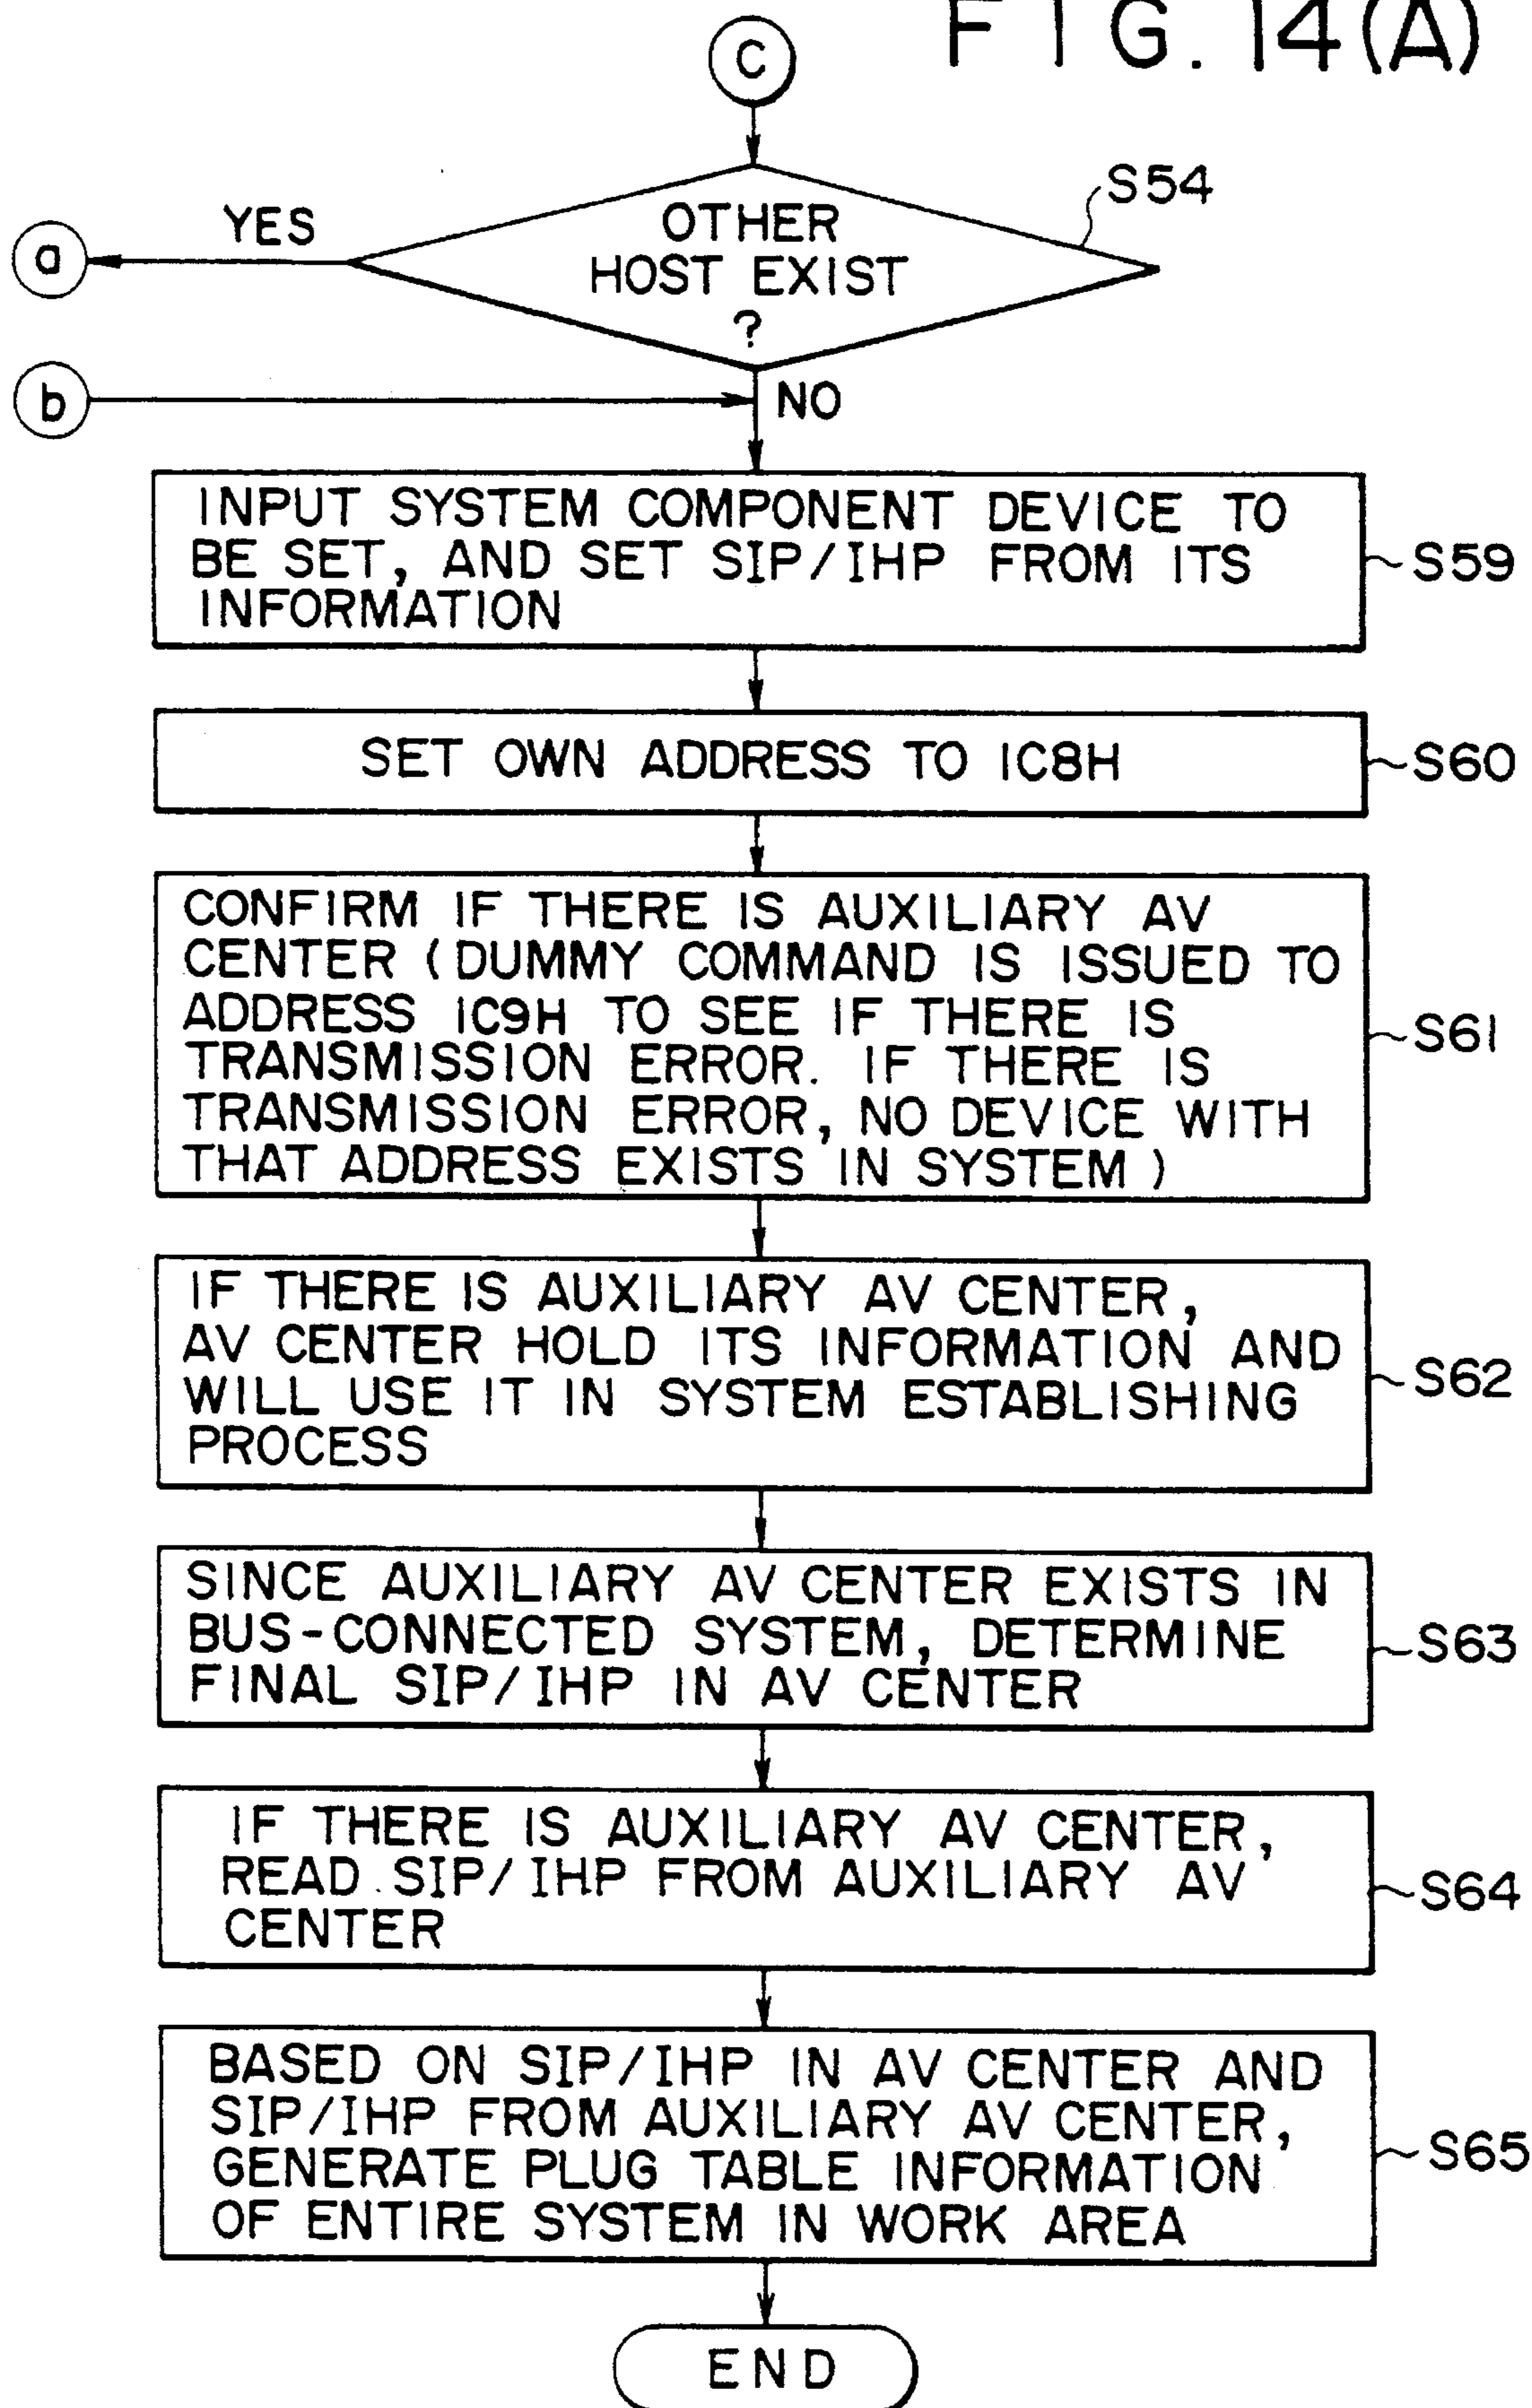 FIG. 14(A)
C
S54
YES
OTHER
HOST EXIST
?
a
b
NO
INPUT SYSTEM COMPONENT DEVICE TO
BE SET, AND SET SIP/IHP FROM ITS
INFORMATION
S59
SET OWN ADDRESS TO 1C8H
S60
CONFIRM IF THERE IS AUXILIARY AV
CENTER (DUMMY COMMAND IS ISSUED TO
ADDRESS 1C9H TO SEE IF THERE IS
TRANSMISSION ERROR. IF THERE IS
TRANSMISSION ERROR, NO DEVICE WITH
THAT ADDRESS EXISTS IN SYSTEM)
S61
IF THERE IS AUXILIARY AV CENTER,
AV CENTER HOLD ITS INFORMATION AND
WILL USE IT IN SYSTEM ESTABLISHING
PROCESS
S62
SINCE AUXILIARY AV CENTER EXISTS IN
BUS-CONNECTED SYSTEM, DETERMINE
FINAL SIP/IHP IN AV CENTER
S63
IF THERE IS AUXILIARY AV CENTER,
READ SIP/IHP FROM AUXILIARY AV
CENTER
S64
BASED ON SIP/IHP IN AV CENTER AND
SIP/IHP FROM AUXILIARY AV CENTER,
GENERATE PLUG TABLE INFORMATION
OF ENTIRE SYSTEM IN WORK AREA
S65
END